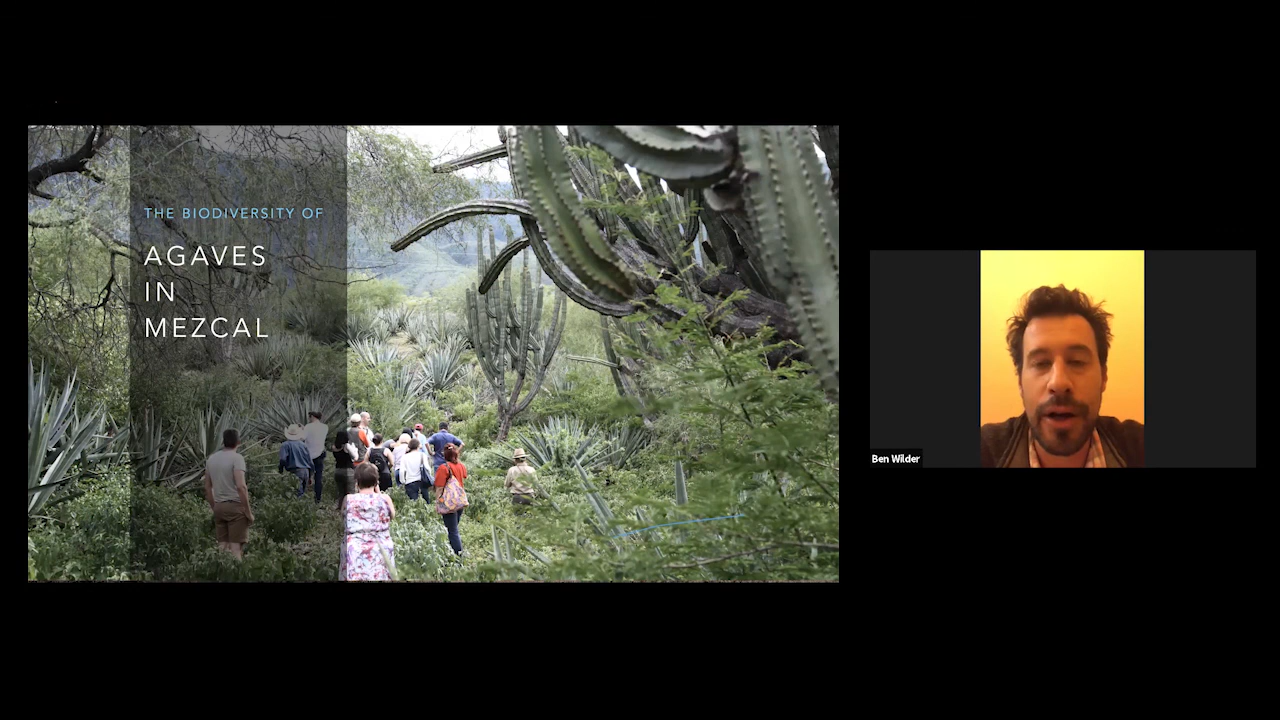 THE BIODIVERSITY OF
AGAVES
IN
MEZCAL
Ben Wilder